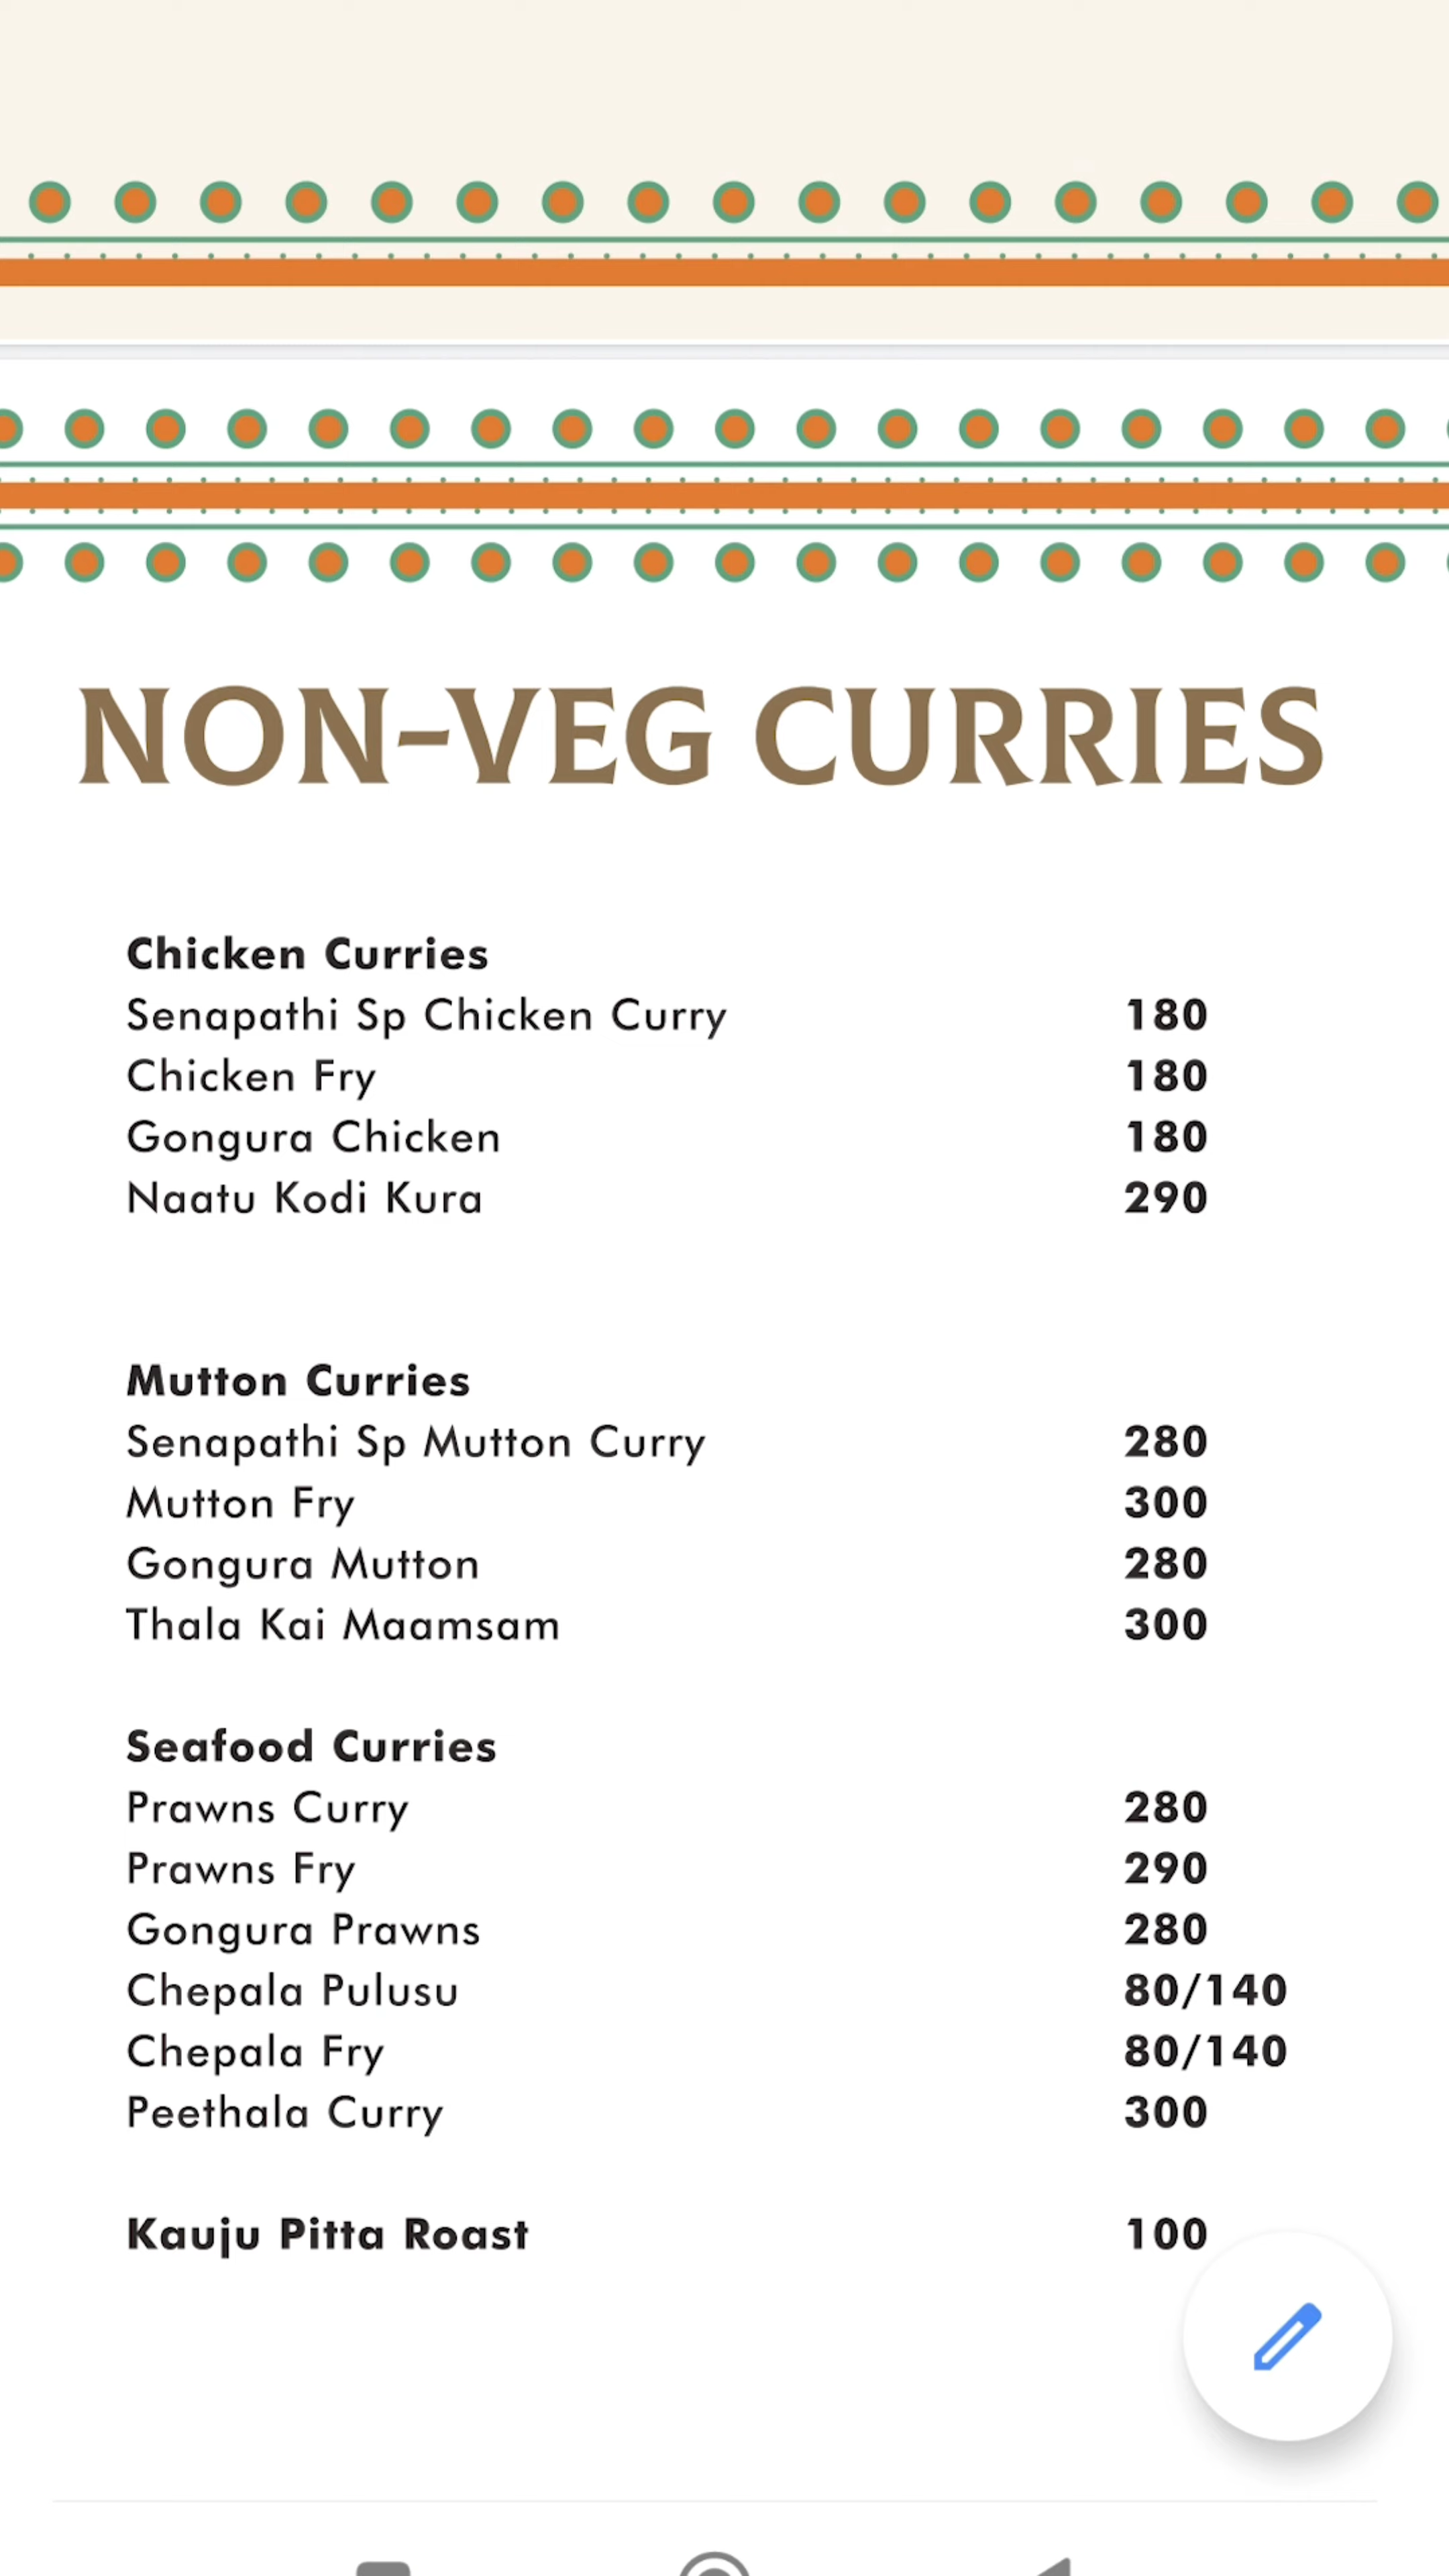 NON-VEG CURRIES
Chicken Curries
Senapathi Sp Chicken Curry 180
Chicken Fry 180
Gongura Chicken 180
Naatu Kodi Kura 290
Mutton Curries
Senapathi Sp Mutton Curry 280
Mutton Fry 300
Gongura Mutton 280
Thala Kai Maamsam 300
Seafood Curries
Prawns Curry 280
Prawns Fry 290
Gongura Prawns 280
Chepala Pulusu 80/140
Chepala Fry 80/140
Peethala Curry 300
Kauju Pitta Roast 100